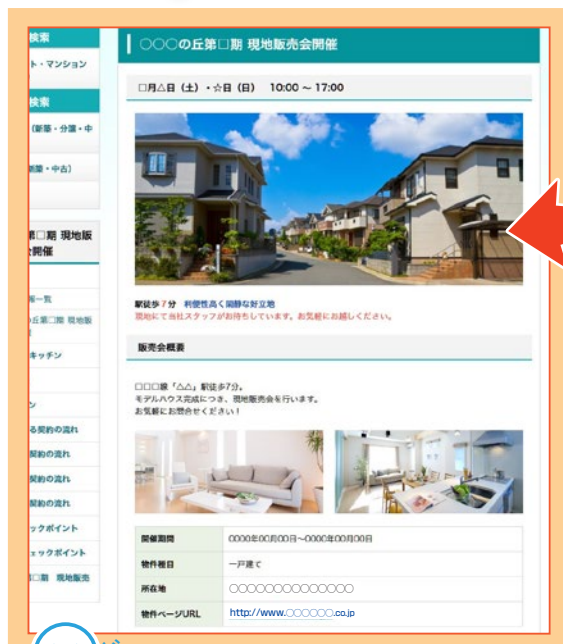 検索
ト・マンション
検索
（新築・分譲・中
新築・中古）
第□期 現地販
開催
報一覧
の丘第□期 現地販
キッチン
ン
る契約の流れ
契約の流れ
契約の流れ
契約の流れ
ックポイント
ェックポイント
第□期 現地販売
○○○の丘第□期 現地販売会開催
□月△日（土）・☆日（日） 10:00 ~ 17:00
駅徒歩7分 利便性高く閑静な好立地
現地にて当社スタッフがお待ちしています。お気軽にお越しください。
販売会概要
□□□線「△△」駅徒歩7分。
モデルハウス完成につき、現地販売会を行います。
お気軽にお問合せください！
開催期間 0000年00月00日~0000年00月00日
物件種目 一戸建て
所在地 ○○○○○○○○○○○○○○
物件ページURL http://www.○○○○○○.co.jp